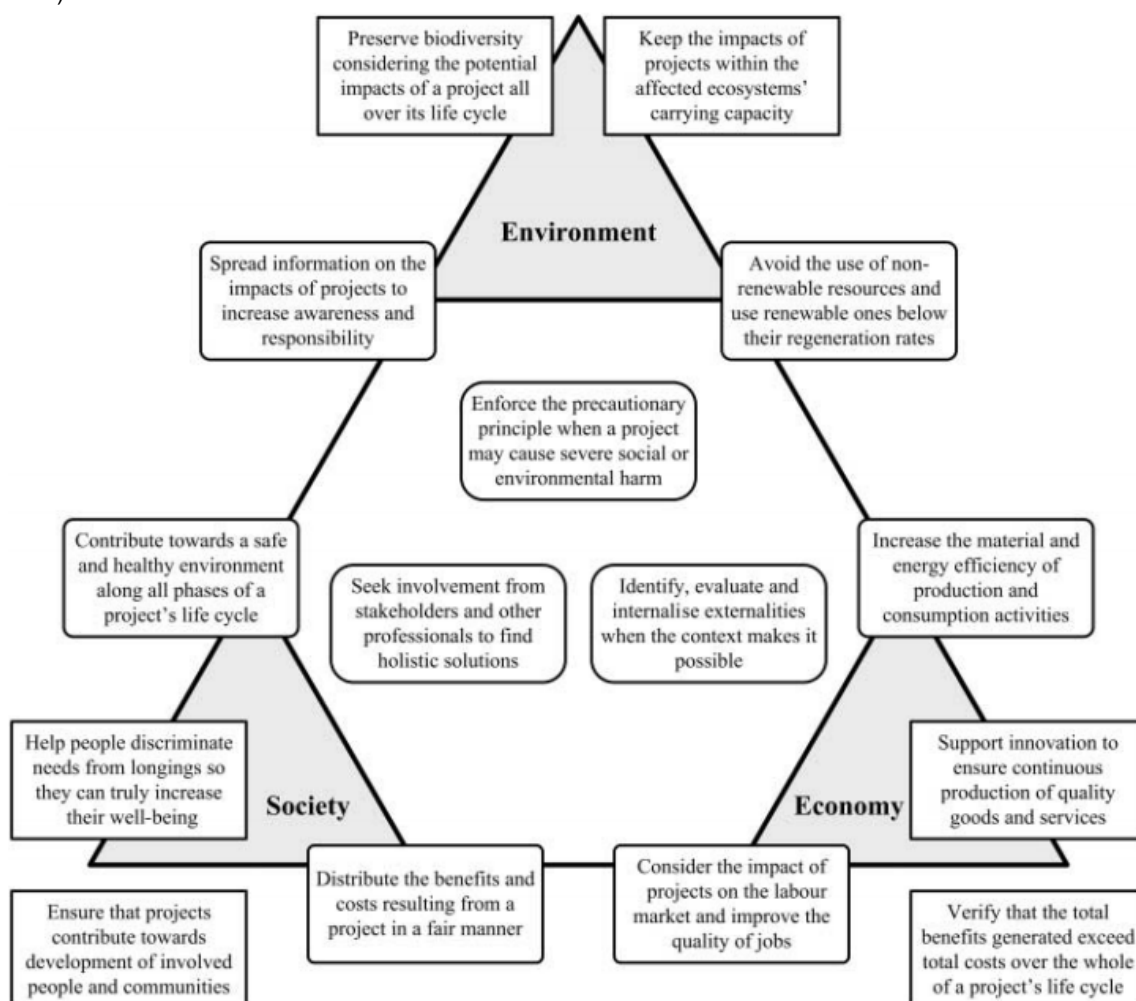 Preserve biodiversity
considering the potential
impacts of a project all
over its life cycle
Keep the impacts of
projects within the
affected ecosystems'
carrying capacity
Environment
Spread information on the
impacts of projects to
increase awareness and
responsibility
Avoid the use of non-
renewable resources and
use renewable ones below
their regeneration rates
Enforce the precautionary
principle when a project
may cause severe social or
environmental harm
Contribute towards a safe
and healthy environment
along all phases of a
project's life cycle
Seek involvement from
stakeholders and other
professionals to find
holistic solutions
Identify, evaluate and
internalise externalities
when the context makes it
possible
Increase the material and
energy efficiency of
production and
consumption activities
Help people discriminate
needs from longings so
they can truly increase
their well-being
Society
Economy
Support innovation to
ensure continuous
production of quality
goods and services
Distribute the benefits and
costs resulting from a
project in a fair manner
Consider the impact of
projects on the labour
market and improve the
quality of jobs
Ensure that projects
contribute towards
development of involved
people and communities
Verify that the total
benefits generated exceed
total costs over the whole
of a project's life cycle